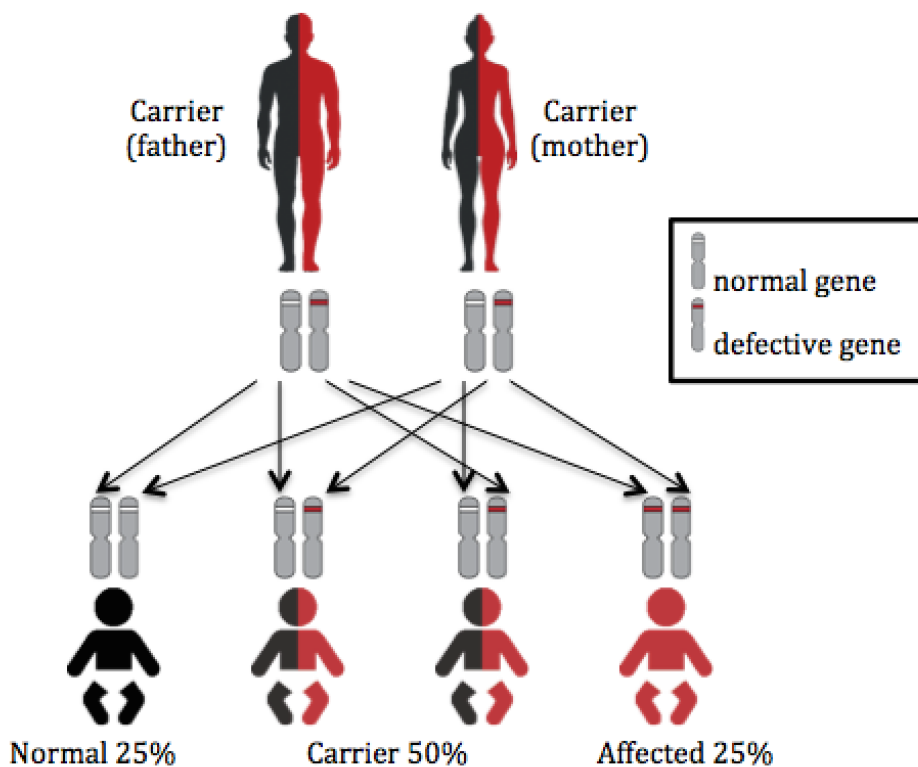 Carrier
(father)
Carrier
(mother)
normal gene
defective gene
Normal 25%
Carrier 50%
Affected 25%